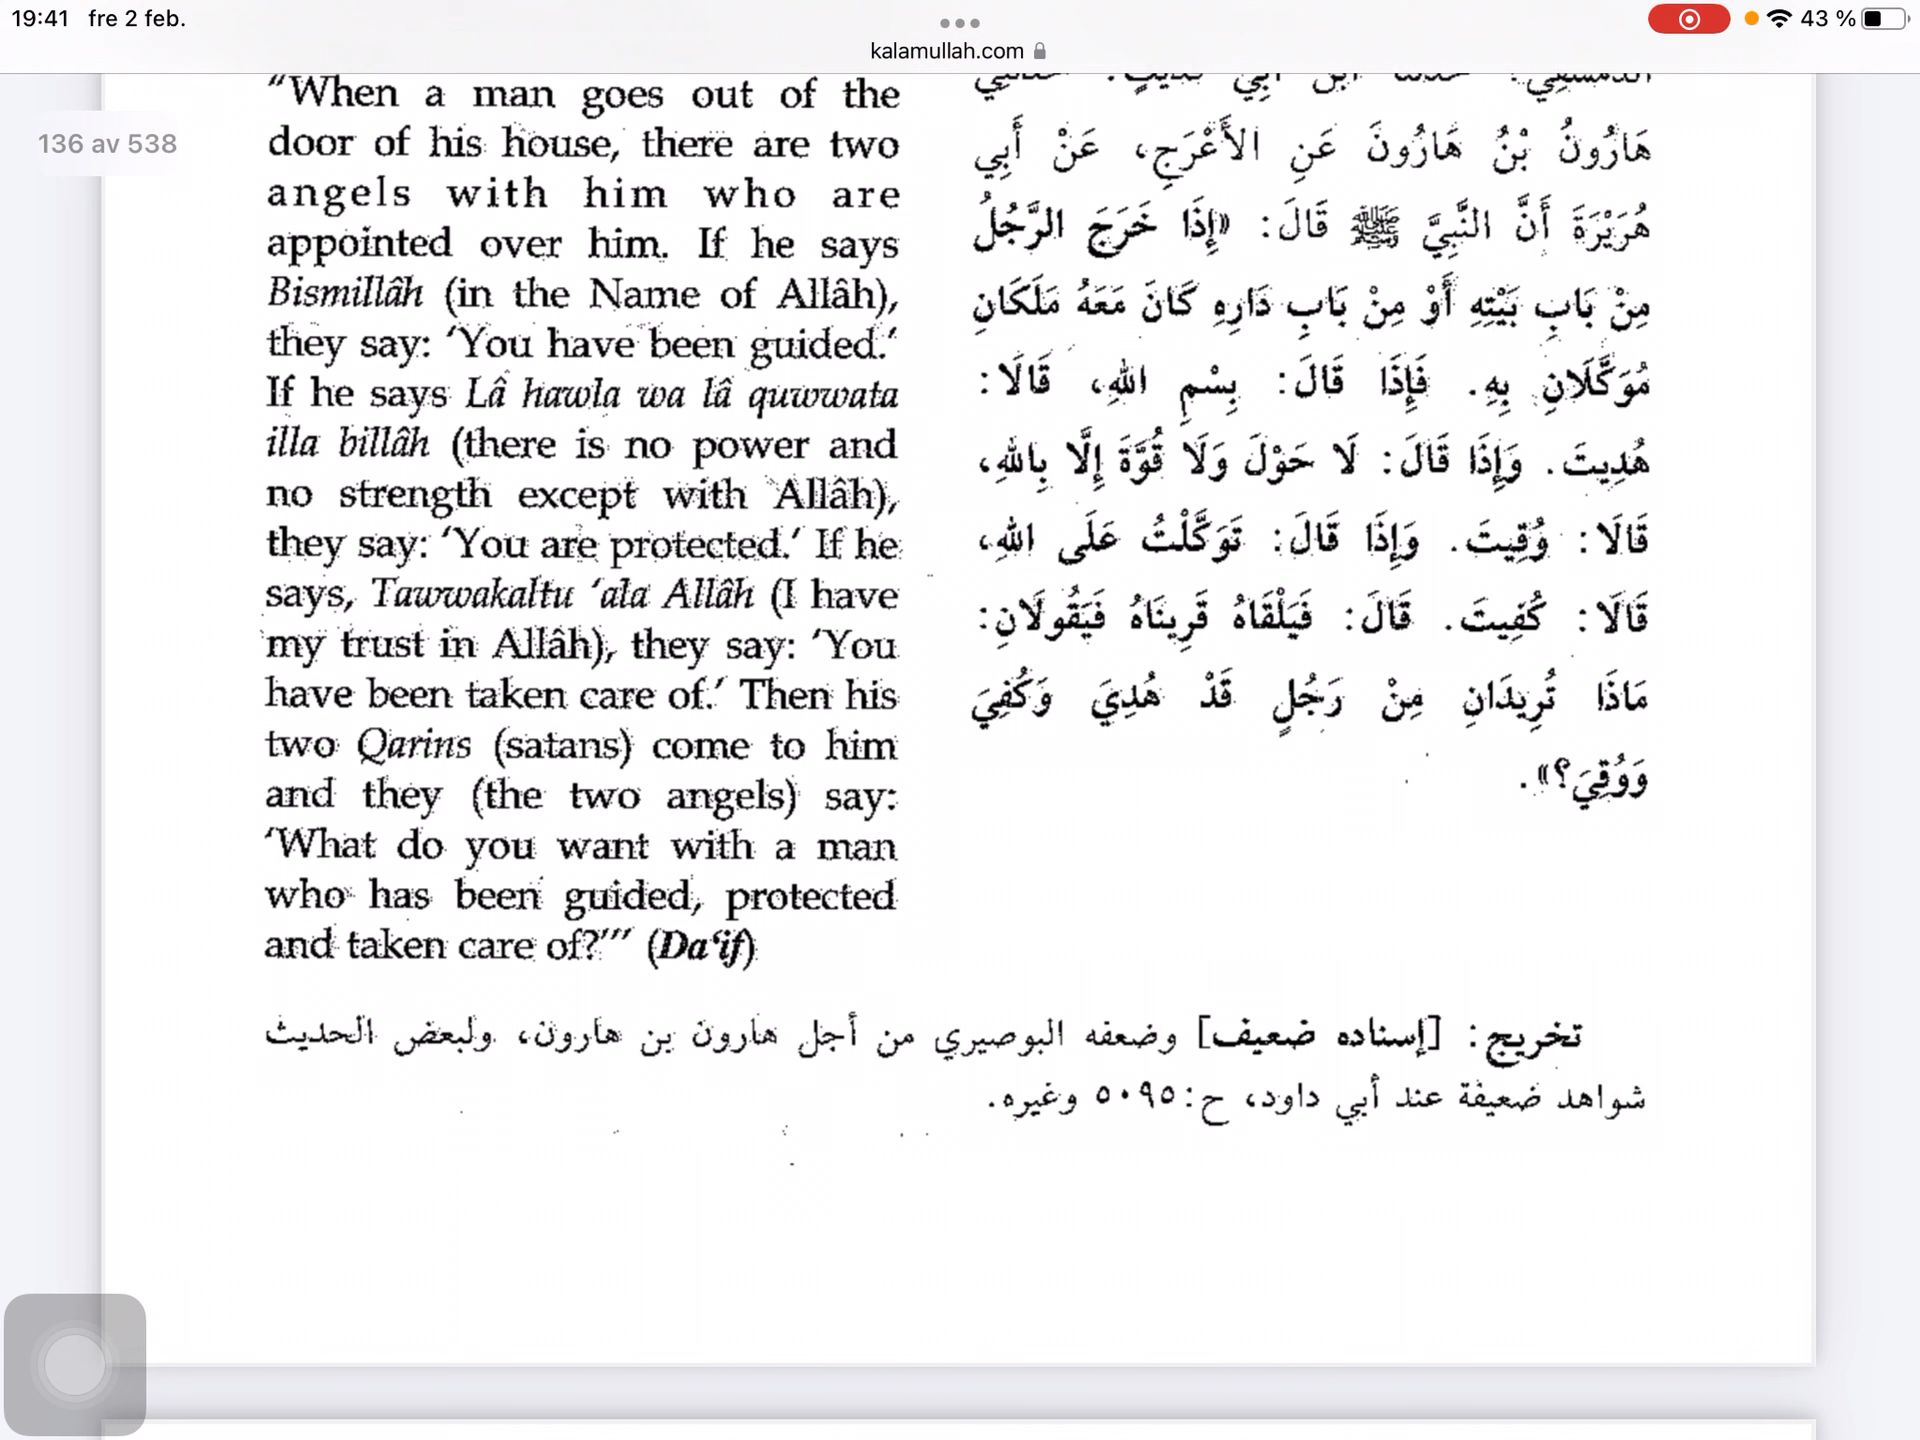 19:41 fre 2 feb.
43 %
kalamullah.com
136 av 538
“When a man goes out of the
door of his house, there are two
angels with him who are
appointed over him. If he says
Bismillâh (in the Name of Allâh),
they say: ‘You have been guided.’
If he says Lâ hawla wa lâ quwwata
illa billâh (there is no power and
no strength except with Allâh),
they say: ‘You are protected.’ If he
says, Tawwakaltu ‘ala Allâh (I have
my trust in Allâh), they say: ‘You
have been taken care of.’ Then his
two Qarins (satans) come to him
and they (the two angels) say:
‘What do you want with a man
who has been guided, protected
and taken care of?’” (Da‘if)
هَارُونُ بْنُ هَارُونَ عَنِ الأَعْرَجِ، عَنْ أَبِي
هُرَيْرَةَ أَنَّ النَّبِيَّ ﷺ قَالَ: «إِذَا خَرَجَ الرَّجُلُ
مِنْ بَابِ بَيْتِهِ أَوْ مِنْ بَابِ دَارِهِ كَانَ مَعَهُ مَلَكَانِ
مُوَكَّلَانِ بِهِ. فَإِذَا قَالَ: بِسْمِ اللهِ، قَالَا:
هُدِيتَ. وَإِذَا قَالَ: لَا حَوْلَ وَلَا قُوَّةَ إِلَّا بِاللهِ،
قَالَا: وُقِيتَ. وَإِذَا قَالَ: تَوَكَّلْتُ عَلَى اللهِ،
قَالَا: كُفِيتَ. قَالَ: فَيَلْقَاهُ قَرِينَاهُ فَيَقُولَانِ:
مَاذَا تُرِيدَانِ مِنْ رَجُلٍ قَدْ هُدِيَ وَكُفِيَ
وَوُقِيَ؟».
تخريج: [إسناده ضعيف] وضعفه البوصيري من أجل هارون بن هارون، ولبعض الحديث
شواهد ضعيفة عند أبي داود، ح:٥٠٩٥ وغيره.